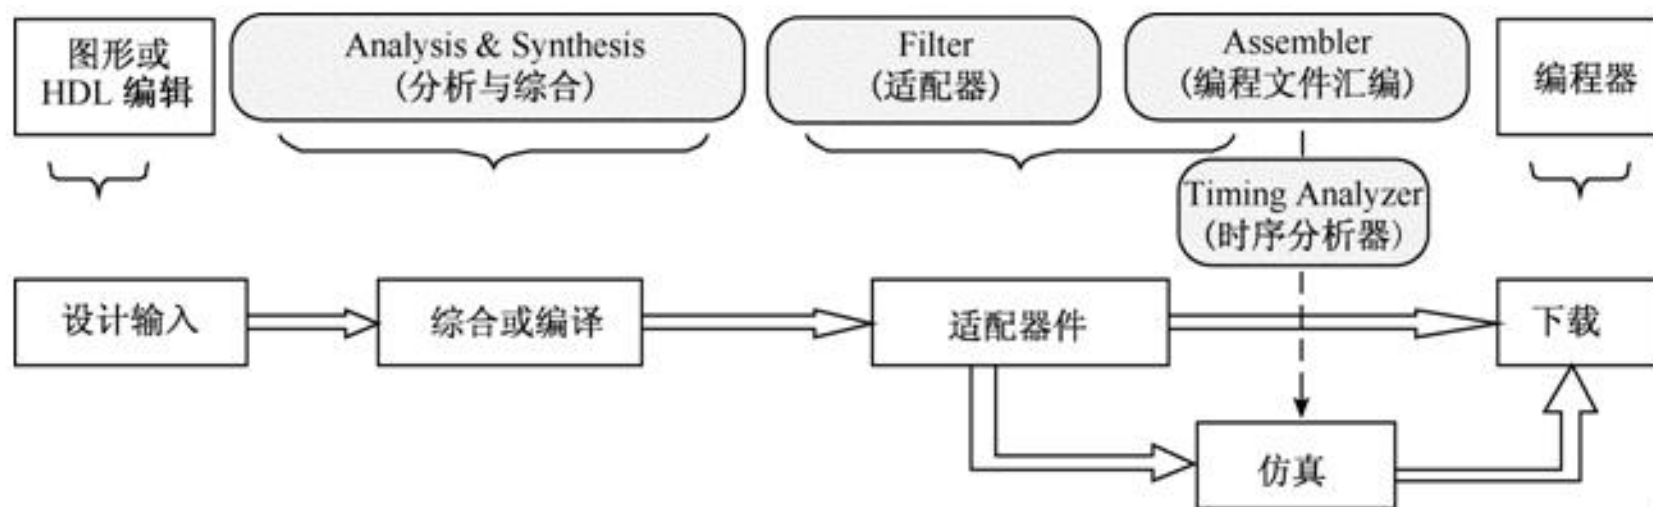 图形或
HDL 编辑
Analysis & Synthesis
(分析与综合)
Filter
(适配器)
Assembler
(编程文件汇编)
编程器
Timing Analyzer
(时序分析器)
设计输入
综合或编译
适配器件
下载
仿真